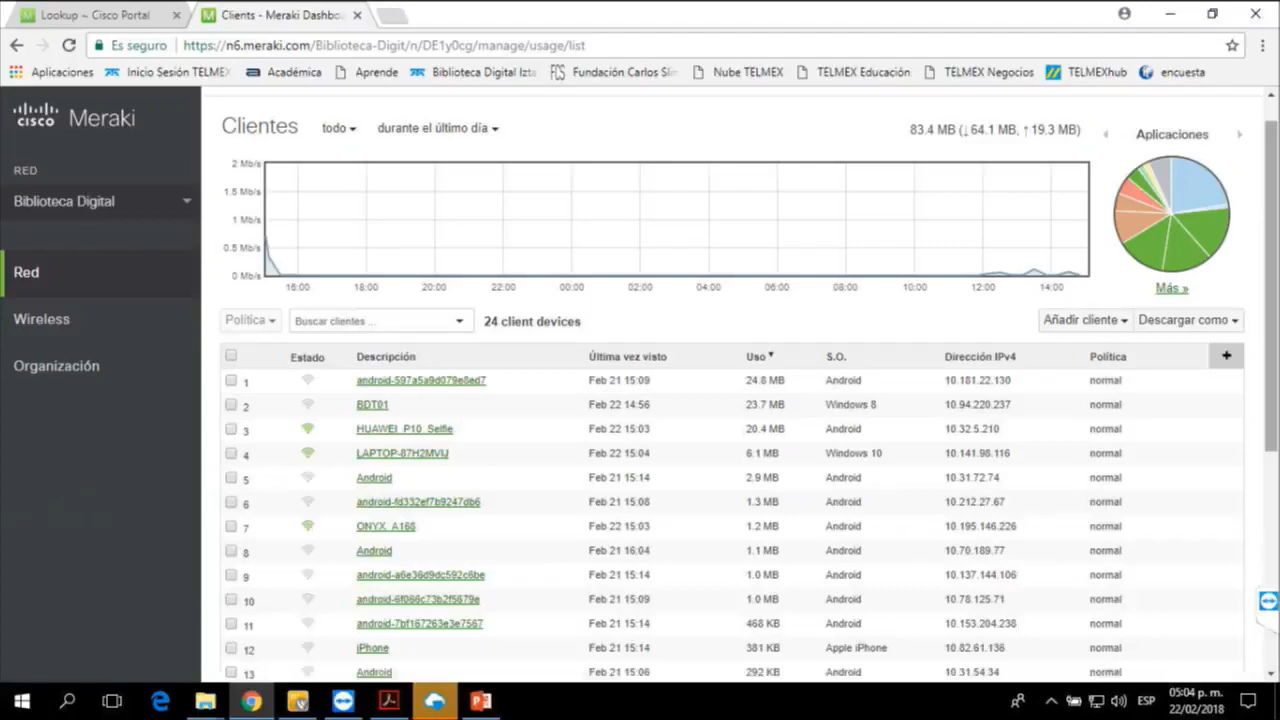 Lookup ~ Cisco Portal
Clients - Meraki Dashbo
Es seguro
https://n6.meraki.com/Biblioteca-Digit/n/DE1y0cg/manage/usage/list
Aplicaciones
Inicio Sesión TELMEX
Académica
Aprende
Biblioteca Digital Izta
Fundación Carlos Sli
Nube TELMEX
TELMEX Educación
TELMEX Negocios
TELMEXhub
encuesta
cisco Meraki
RED
Biblioteca Digital
Red
Wireless
Organización
Clientes
todo
durante el último día
83.4 MB (↓64.1 MB, ↑19.3 MB)
Aplicaciones
2 Mb/s
1.5 Mb/s
1 Mb/s
0.5 Mb/s
0 Mb/s
16:00 18:00 20:00 22:00 00:00 02:00 04:00 06:00 08:00 10:00 12:00 14:00
Más »
Política
Buscar clientes ...
24 client devices
Añadir cliente
Descargar como
Estado Descripción Última vez visto Uso S.O. Dirección IPv4 Política +
1 android-597a5a9d079e8ed7 Feb 21 15:09 24.8 MB Android 10.181.22.130 normal
2 BDT01 Feb 22 14:56 23.7 MB Windows 8 10.94.220.237 normal
3 HUAWEI_P10_Selfie Feb 22 15:03 20.4 MB Android 10.32.5.210 normal
4 LAPTOP-87H2MVIJ Feb 22 15:04 6.1 MB Windows 10 10.141.98.116 normal
5 Android Feb 21 15:14 2.9 MB Android 10.31.72.74 normal
6 android-fd332ef7b9247db6 Feb 21 15:08 1.3 MB Android 10.212.27.67 normal
7 ONYX_A168 Feb 22 15:03 1.2 MB Android 10.195.146.226 normal
8 Android Feb 21 16:04 1.1 MB Android 10.70.189.77 normal
9 android-a6e36d9dc592c6be Feb 21 15:14 1.0 MB Android 10.137.144.106 normal
10 android-6f066c73b2f5679e Feb 21 15:14 1.0 MB Android 10.78.125.71 normal
11 android-7bf167263e3e7567 Feb 21 15:14 468 KB Android 10.153.204.238 normal
12 iPhone Feb 21 15:14 381 KB Apple iPhone 10.82.61.136 normal
13 Android Feb 21 15:06 292 KB Android 10.31.54.34 normal
ESP
05:04 p. m.
22/02/2018